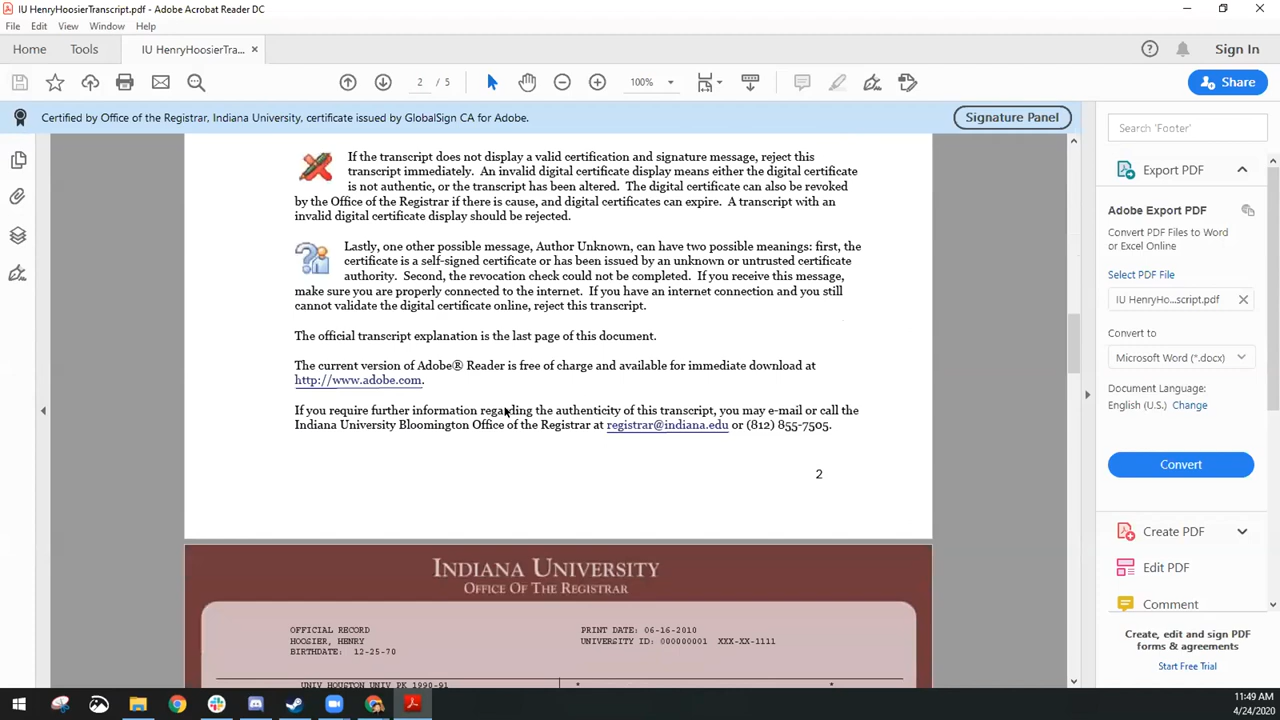 IU HenryHoosierTranscript.pdf - Adobe Acrobat Reader DC
File Edit View Window Help
Home Tools IU HenryHoosierTra... × Sign In
2 / 5 100% Share
Certified by Office of the Registrar, Indiana University, certificate issued by GlobalSign CA for Adobe. Signature Panel
If the transcript does not display a valid certification and signature message, reject this
transcript immediately. An invalid digital certificate display means either the digital certificate
is not authentic, or the transcript has been altered. The digital certificate can also be revoked
by the Office of the Registrar if there is cause, and digital certificates can expire. A transcript with an
invalid digital certificate display should be rejected.
Lastly, one other possible message, Author Unknown, can have two possible meanings: first, the
certificate is a self-signed certificate or has been issued by an unknown or untrusted certificate
authority. Second, the revocation check could not be completed. If you receive this message,
make sure you are properly connected to the internet. If you have an internet connection and you still
cannot validate the digital certificate online, reject this transcript.
The official transcript explanation is the last page of this document.
The current version of Adobe® Reader is free of charge and available for immediate download at
http://www.adobe.com.
If you require further information regarding the authenticity of this transcript, you may e-mail or call the
Indiana University Bloomington Office of the Registrar at registrar@indiana.edu or (812) 855-7505.
2
INDIANA UNIVERSITY
OFFICE OF THE REGISTRAR
OFFICIAL RECORD PRINT DATE: 06-16-2010
HOOSIER, HENRY UNIVERSITY ID: 000000001 XXX-XX-1111
BIRTHDATE: 12-25-70
UNIV HOUSTON UNIV PK 1990-91 * *
Search 'Footer'
Export PDF
Adobe Export PDF
Convert PDF Files to Word
or Excel Online
Select PDF File
IU HenryHo...script.pdf ×
Convert to
Microsoft Word (*.docx)
Document Language:
English (U.S.) Change
Convert
Create PDF
Edit PDF
Comment
Create, edit and sign PDF
forms & agreements
Start Free Trial
11:49 AM
4/24/2020